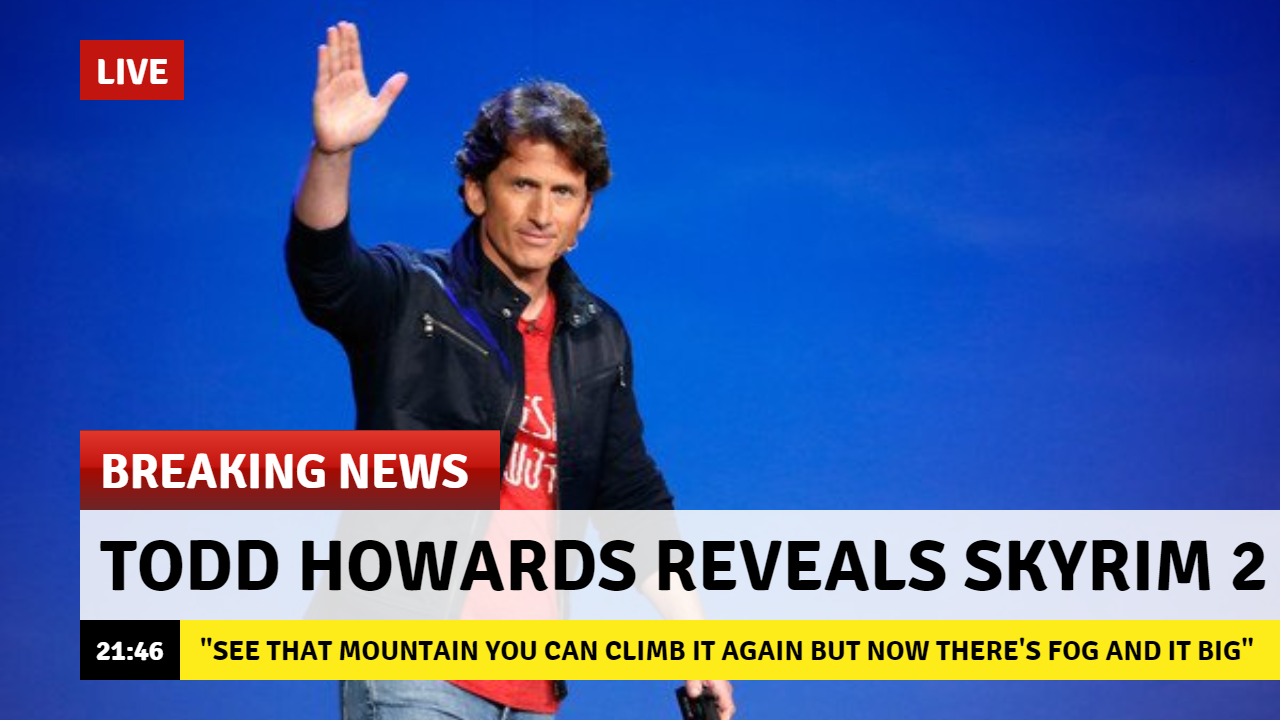 LIVE
BREAKING NEWS
TODD HOWARDS REVEALS SKYRIM 2
21:46 "SEE THAT MOUNTAIN YOU CAN CLIMB IT AGAIN BUT NOW THERE'S FOG AND IT BIG"